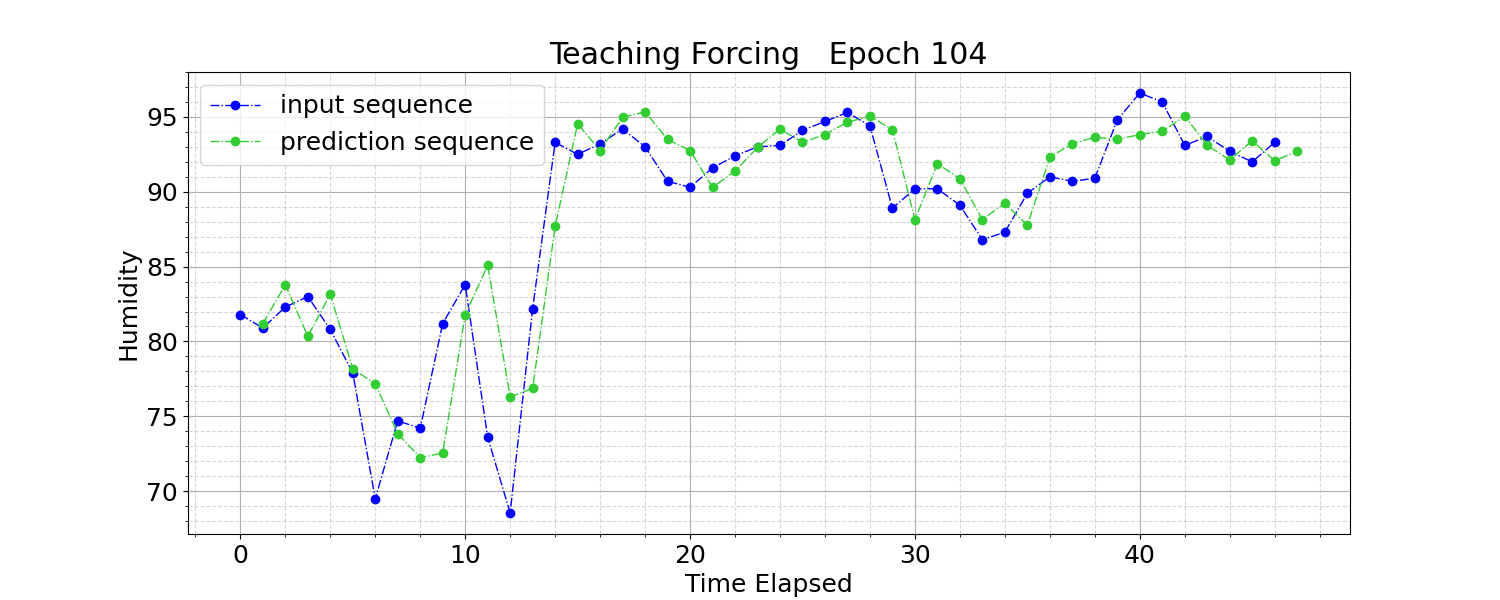 Teaching Forcing   Epoch 104
input sequence
prediction sequence
Humidity
95
90
85
80
75
70
0 10 20 30 40
Time Elapsed